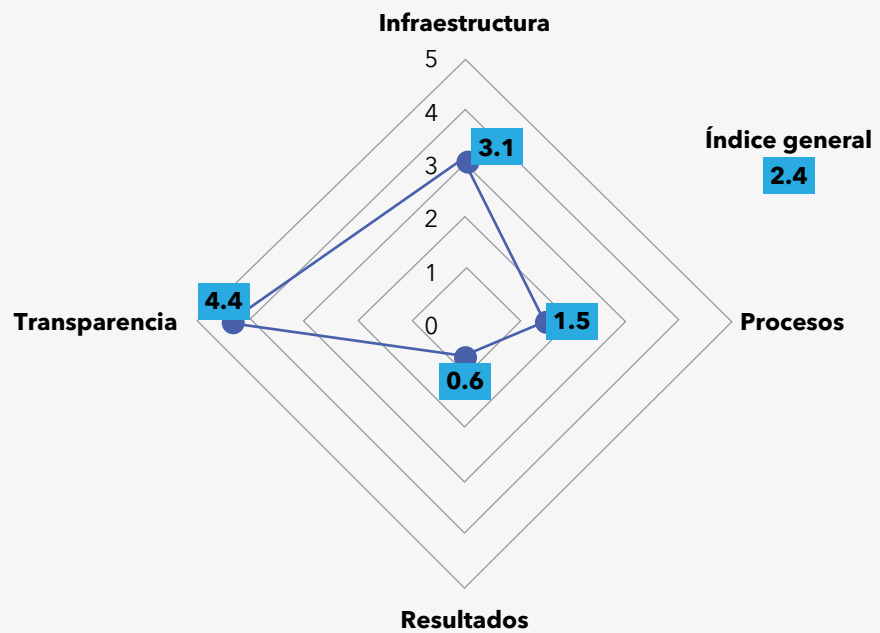 Infraestructura
5
4
3.1
3
2
1
0
Índice general
2.4
4.4
Transparencia
1.5
Procesos
0.6
Resultados